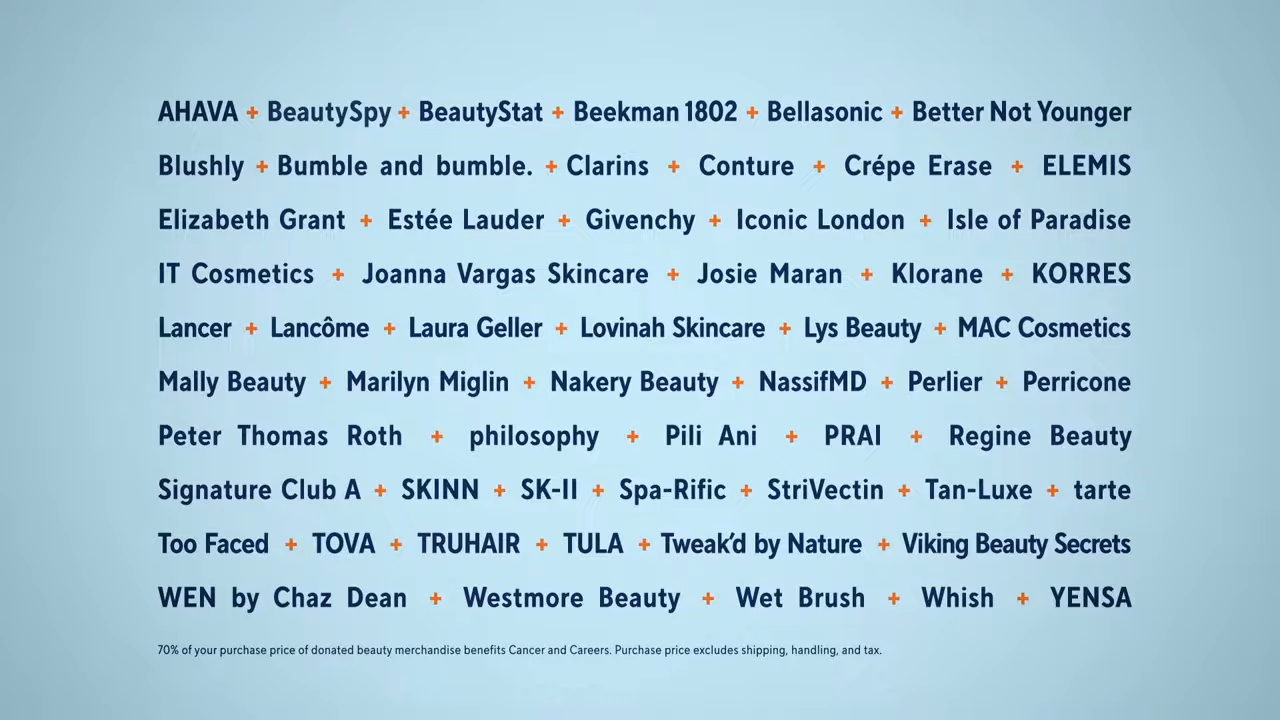 AHAVA + BeautySpy + BeautyStat + Beekman 1802 + Bellasonic + Better Not Younger
Blushly + Bumble and bumble. + Clarins + Conture + Crépe Erase + ELEMIS
Elizabeth Grant + Estée Lauder + Givenchy + Iconic London + Isle of Paradise
IT Cosmetics + Joanna Vargas Skincare + Josie Maran + Klorane + KORRES
Lancer + Lancôme + Laura Geller + Lovinah Skincare + Lys Beauty + MAC Cosmetics
Mally Beauty + Marilyn Miglin + Nakery Beauty + NassifMD + Perlier + Perricone
Peter Thomas Roth + philosophy + Pili Ani + PRAI + Regine Beauty
Signature Club A + SKINN + SK-II + Spa-Rific + StriVectin + Tan-Luxe + tarte
Too Faced + TOVA + TRUHAIR + TULA + Tweak’d by Nature + Viking Beauty Secrets
WEN by Chaz Dean + Westmore Beauty + Wet Brush + Whish + YENSA
70% of your purchase price of donated beauty merchandise benefits Cancer and Careers. Purchase price excludes shipping, handling, and tax.